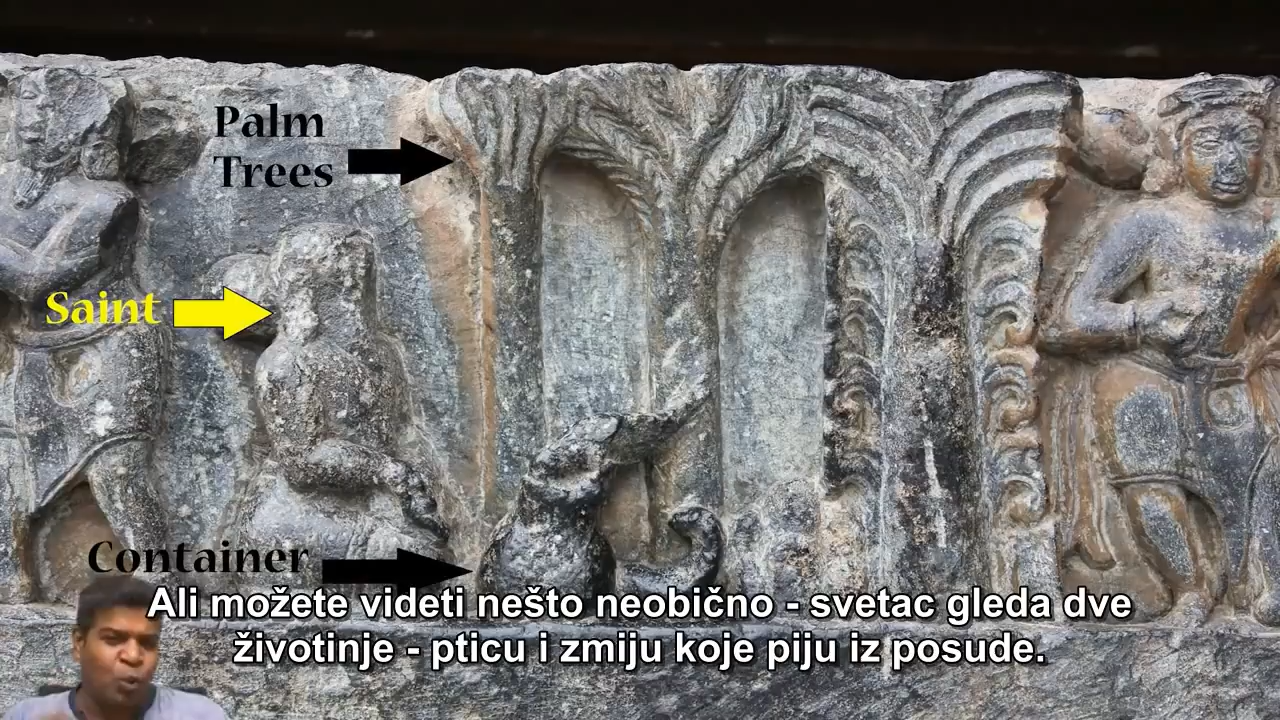 Palm
Trees
Saint
Container
Ali možete videti nešto neobično - svetac gleda dve
životinje - pticu i zmiju koje piju iz posude.